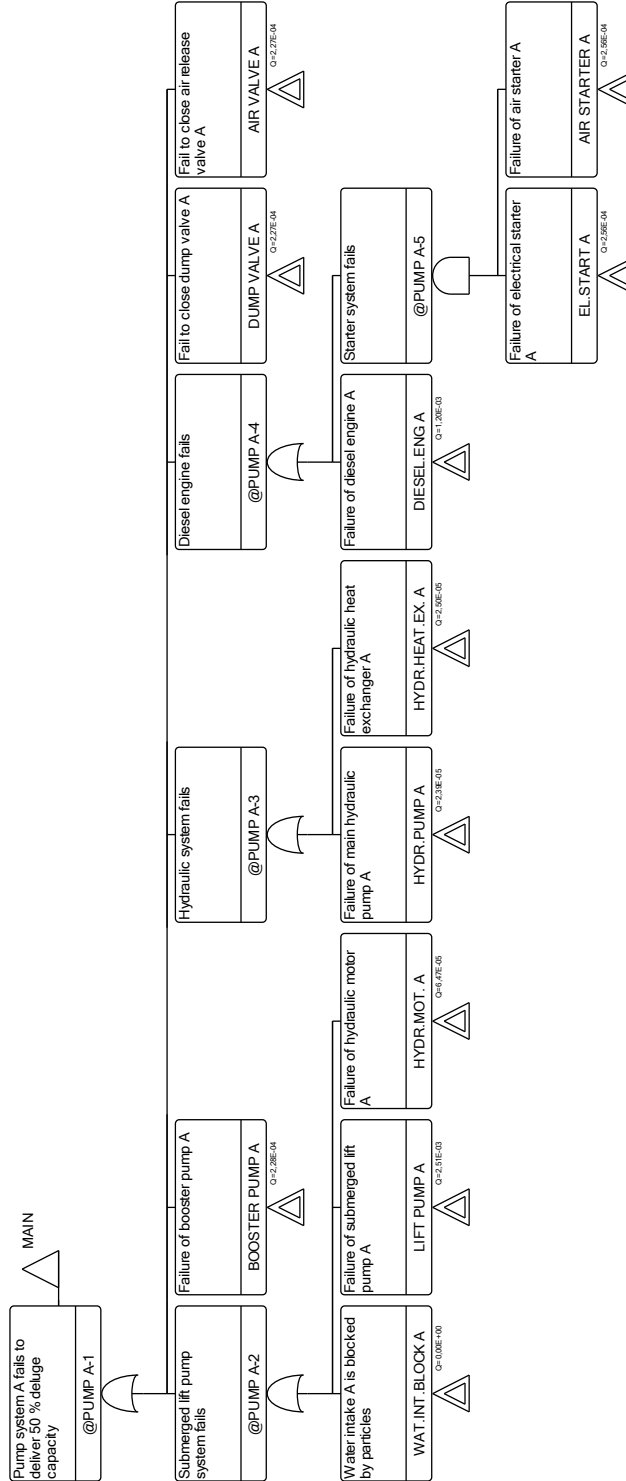 Pump system A fails to
deliver 50 % deluge
capacity
@PUMP A-1
MAIN
Submerged lift pump
system fails
@PUMP A-2
Failure of booster pump A
BOOSTER PUMP A
Q=2,28E-04
Hydraulic system fails
@PUMP A-3
Diesel engine fails
@PUMP A-4
Fail to close dump valve A
DUMP VALVE A
Q=2,27E-04
Fail to close air release
valve A
AIR VALVE A
Q=2,27E-04
Water intake A is blocked
by particles
WAT.INT.BLOCK A
Q=0,00E+00
Failure of submerged lift
pump A
LIFT PUMP A
Q=2,51E-03
Failure of hydraulic motor
A
HYDR.MOT. A
Q=6,47E-05
Failure of main hydraulic
pump A
HYDR.PUMP A
Q=2,39E-05
Failure of hydraulic heat
exchanger A
HYDR.HEAT.EX. A
Q=2,50E-05
Failure of diesel engine A
DIESEL.ENG A
Q=1,20E-03
Starter system fails
@PUMP A-5
Failure of electrical starter
A
EL.START A
Q=2,56E-04
Failure of air starter A
AIR STARTER A
Q=2,56E-04